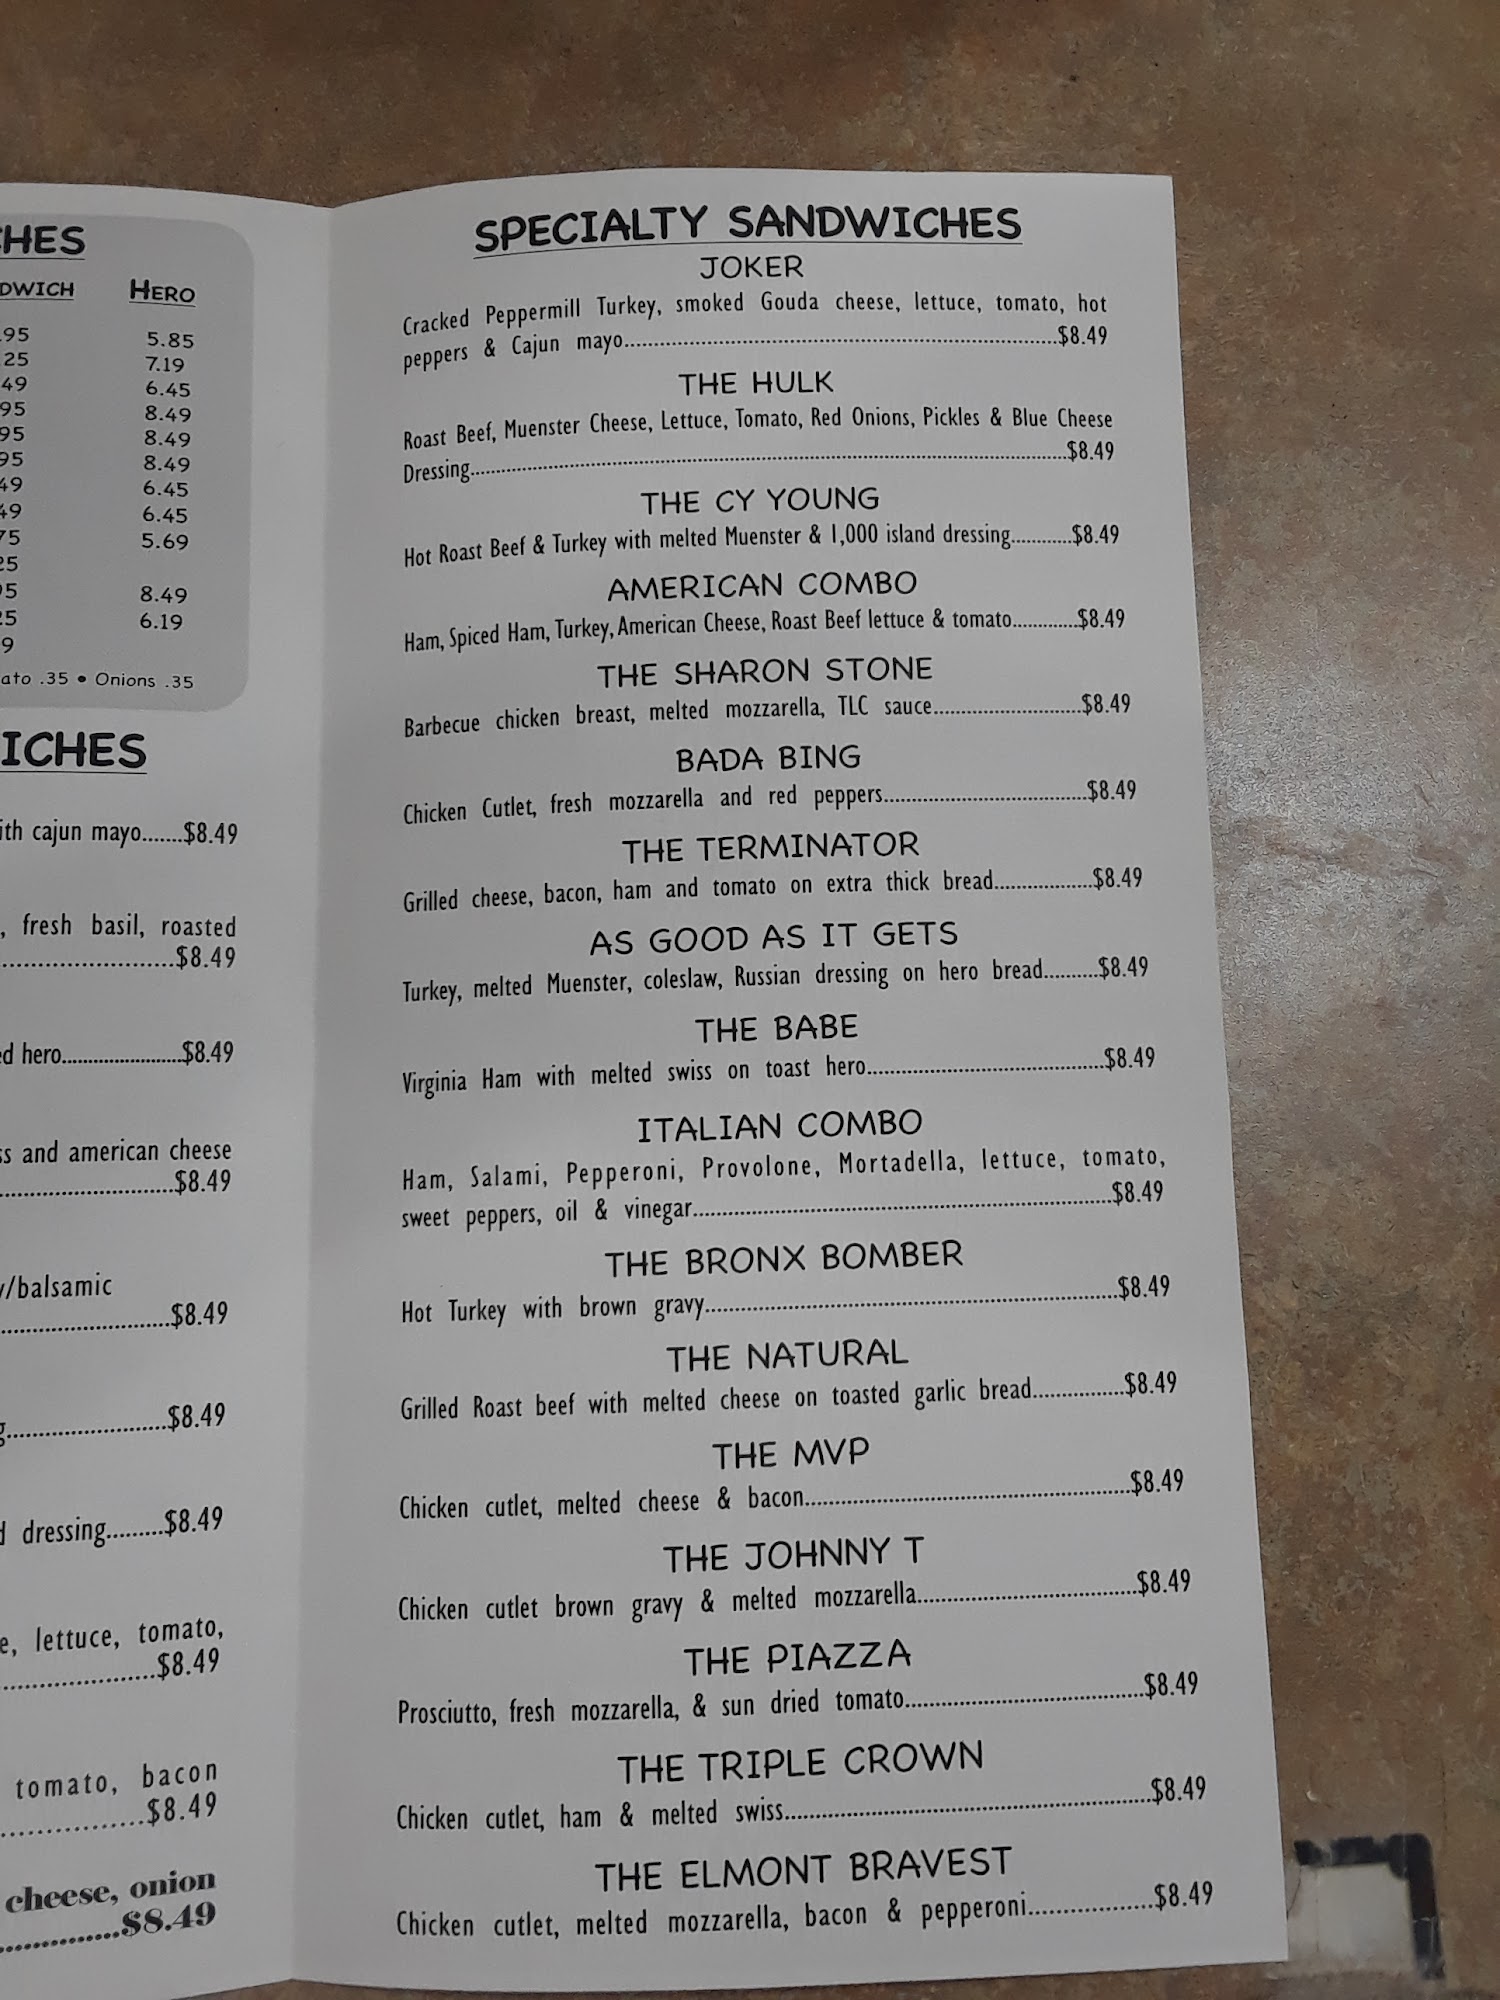 HES
DWICH HERO
.95 5.85
.25 7.19
.49 6.45
.95 8.49
.95 8.49
.95 8.49
.49 6.45
.49 6.45
75 5.69
25
95 8.49
25 6.19
9
ato .35 • Onions .35
ICHES
ith cajun mayo.......$8.49
, fresh basil, roasted
$8.49
ed hero.......$8.49
ss and american cheese
$8.49
/balsamic
$8.49
g.......$8.49
d dressing.........$8.49
e, lettuce, tomato,
$8.49
tomato, bacon
$8.49
cheese, onion
$8.49
SPECIALTY SANDWICHES
JOKER
Cracked Peppermill Turkey, smoked Gouda cheese, lettuce, tomato, hot
peppers & Cajun mayo.......$8.49
THE HULK
Roast Beef, Muenster Cheese, Lettuce, Tomato, Red Onions, Pickles & Blue Cheese
Dressing.......$8.49
THE CY YOUNG
Hot Roast Beef & Turkey with melted Muenster & 1,000 island dressing............$8.49
AMERICAN COMBO
Ham, Spiced Ham, Turkey, American Cheese, Roast Beef lettuce & tomato.............$8.49
THE SHARON STONE
Barbecue chicken breast, melted mozzarella, TLC sauce.......$8.49
BADA BING
Chicken Cutlet, fresh mozzarella and red peppers.......$8.49
THE TERMINATOR
Grilled cheese, bacon, ham and tomato on extra thick bread.......$8.49
AS GOOD AS IT GETS
Turkey, melted Muenster, coleslaw, Russian dressing on hero bread..........$8.49
THE BABE
Virginia Ham with melted swiss on toast hero.......$8.49
ITALIAN COMBO
Ham, Salami, Pepperoni, Provolone, Mortadella, lettuce, tomato,
sweet peppers, oil & vinegar.......$8.49
THE BRONX BOMBER
Hot Turkey with brown gravy.......$8.49
THE NATURAL
Grilled Roast beef with melted cheese on toasted garlic bread.......$8.49
THE MVP
Chicken cutlet, melted cheese & bacon.......$8.49
THE JOHNNY T
Chicken cutlet brown gravy & melted mozzarella.......$8.49
THE PIAZZA
Prosciutto, fresh mozzarella, & sun dried tomato.......$8.49
THE TRIPLE CROWN
Chicken cutlet, ham & melted swiss.......$8.49
THE ELMONT BRAVEST
Chicken cutlet, melted mozzarella, bacon & pepperoni.......$8.49